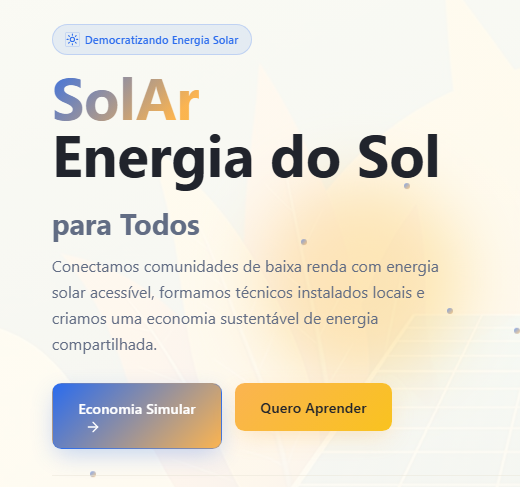 Democratizando Energia Solar
SolAr
Energia do Sol
para Todos
Conectamos comunidades de baixa renda com energia
solar acessível, formamos técnicos instalados locais e
criamos uma economia sustentável de energia
compartilhada.
Economia Simular
→
Quero Aprender